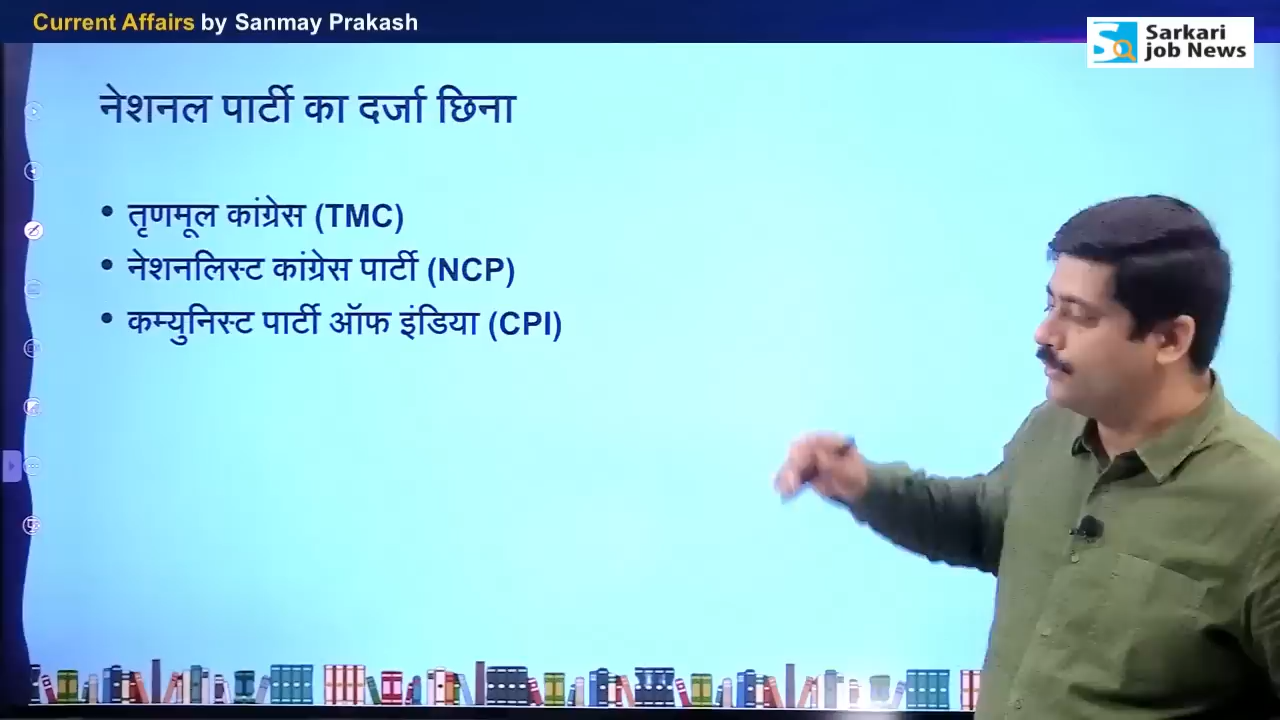 Current Affairs by Sanmay Prakash
Sarkari
job News
नेशनल पार्टी का दर्जा छिना
• तृणमूल कांग्रेस (TMC)
• नेशनलिस्ट कांग्रेस पार्टी (NCP)
• कम्युनिस्ट पार्टी ऑफ इंडिया (CPI)